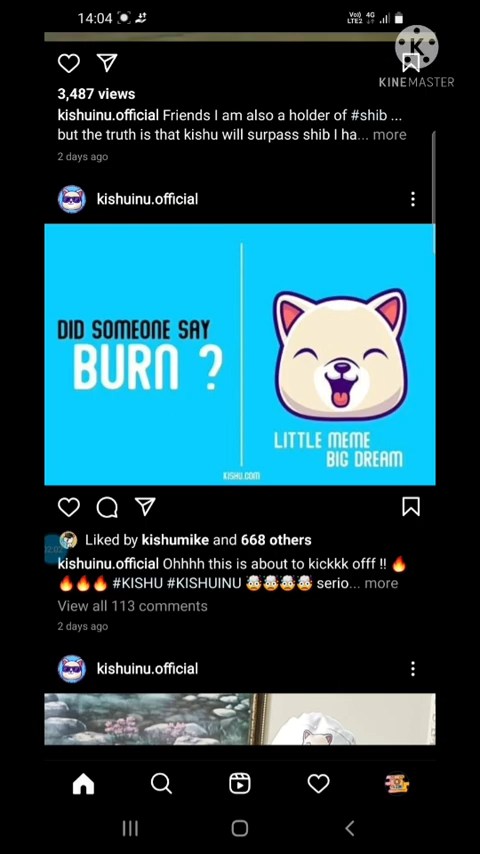 14:04
Vo))
LTE2
4G
KINEMASTER
3,487 views
kishuinu.official Friends I am also a holder of #shib ...
but the truth is that kishu will surpass shib I ha... more
2 days ago
kishuinu.official
DID SOMEONE SAY
BURN ?
LITTLE MEME
BIG DREAM
KISHU.COM
Liked by kishumike and 668 others
kishuinu.official Ohhhh this is about to kickkk offf !! 🔥
🔥🔥🔥 #KISHU #KISHUINU 🤯🤯🤯🤯 serio... more
View all 113 comments
2 days ago
kishuinu.official